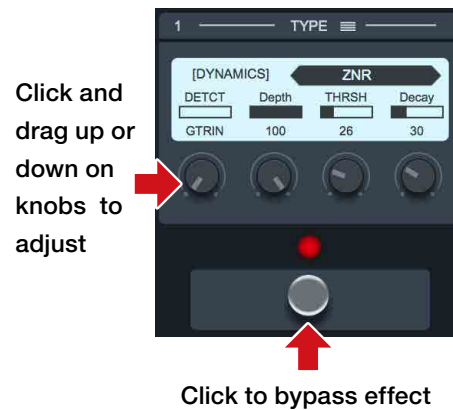 1 TYPE
[DYNAMICS] ZNR
DETCT Depth THRSH Decay
GTRIN 100 26 30
Click and
drag up or
down on
knobs to
adjust
Click to bypass effect